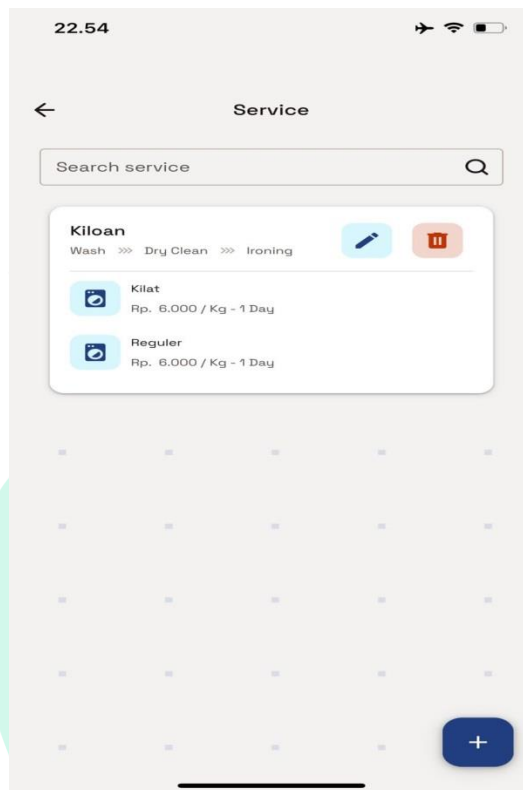 22.54
Service
Search service
Kiloan
Wash >>> Dry Clean >>> Ironing
Kilat
Rp. 6.000 / Kg - 1 Day
Reguler
Rp. 6.000 / Kg - 1 Day